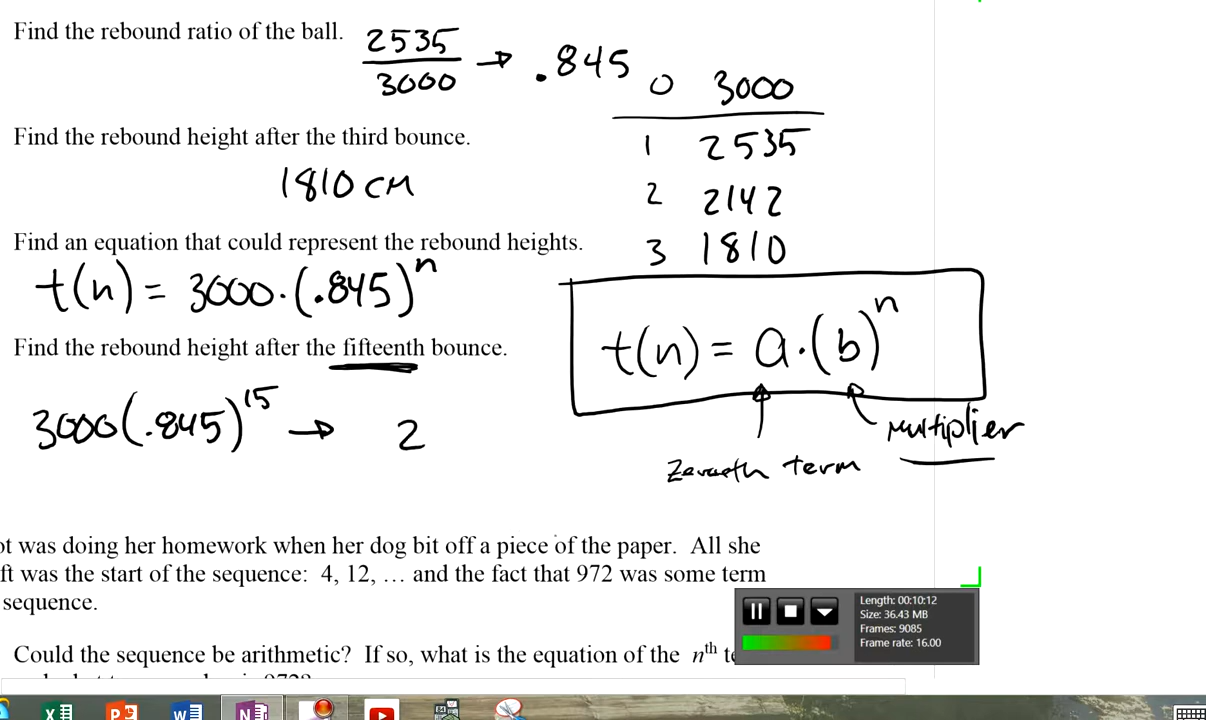 Find the rebound ratio of the ball.
2535
3000
→ .845
0 3000
1 2535
2 2142
3 1810
Find the rebound height after the third bounce.
1810 cm
Find an equation that could represent the rebound heights.
t(n) = 3000·(.845)^n
t(n) = a·(b)^n
Zeroeth term
Multiplier
Find the rebound height after the fifteenth bounce.
3000(.845)^15 → 2
ot was doing her homework when her dog bit off a piece of the paper. All she
ft was the start of the sequence: 4, 12, … and the fact that 972 was some term
sequence.
Length: 00:10:12
Size: 36.43 MB
Frames: 9085
Frame rate: 16.00
Could the sequence be arithmetic? If so, what is the equation of the nth te